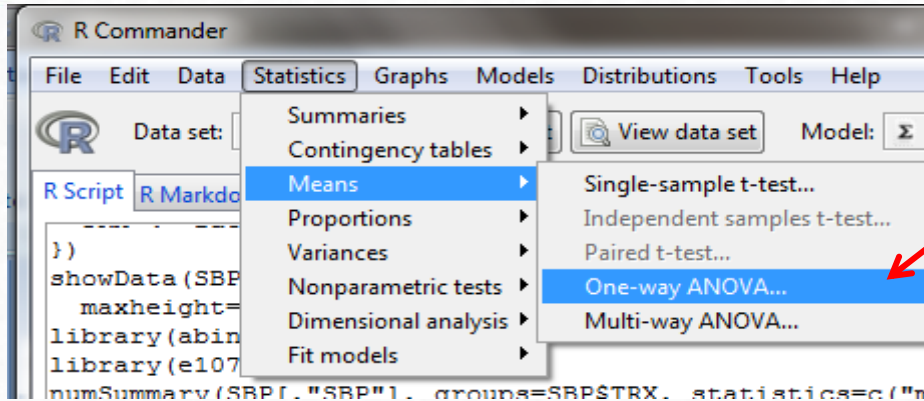 R Commander
File Edit Data Statistics Graphs Models Distributions Tools Help
Data set: View data set Model: Σ
Summaries
Contingency tables
Means
Proportions
Variances
Nonparametric tests
Dimensional analysis
Fit models
Single-sample t-test...
Independent samples t-test...
Paired t-test...
One-way ANOVA...
Multi-way ANOVA...
R Script R Markdo
})
showData(SBP
maxheight=
library(abin
library(e107
numSummary(SBP[,"SBP"], groups=SBP$TRX, statistics=c("m